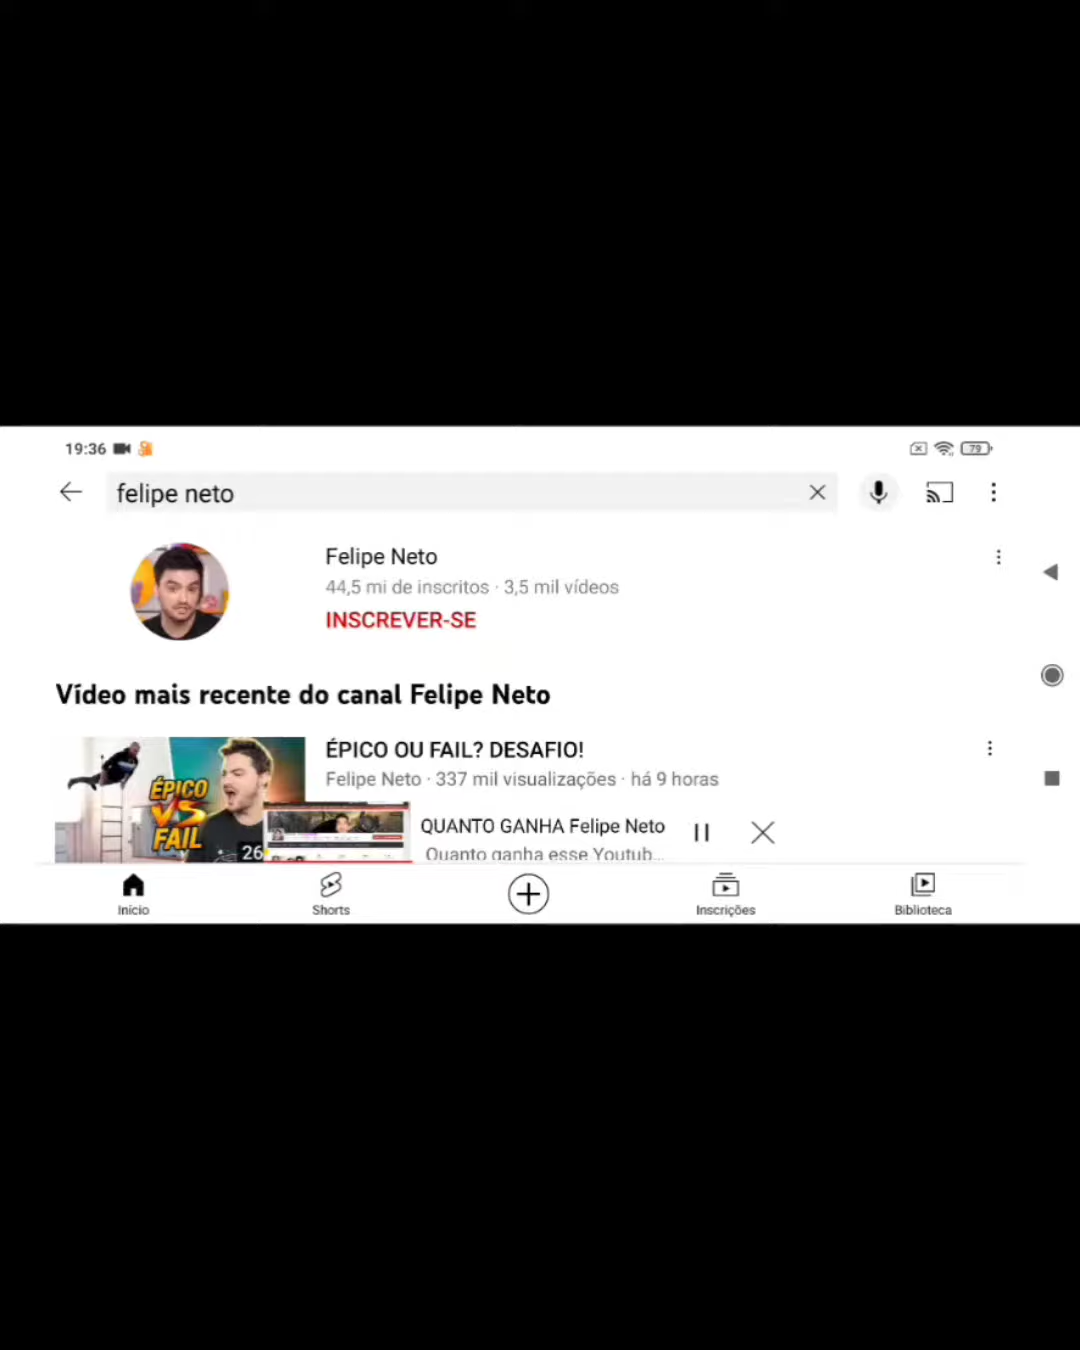 19:36
79
felipe neto
Felipe Neto
44,5 mi de inscritos · 3,5 mil vídeos
INSCREVER-SE
Vídeo mais recente do canal Felipe Neto
ÉPICO VS FAIL
26
ÉPICO OU FAIL? DESAFIO!
Felipe Neto · 337 mil visualizações · há 9 horas
QUANTO GANHA Felipe Neto
Quanto ganha esse Youtub...
Início
Shorts
Inscrições
Biblioteca